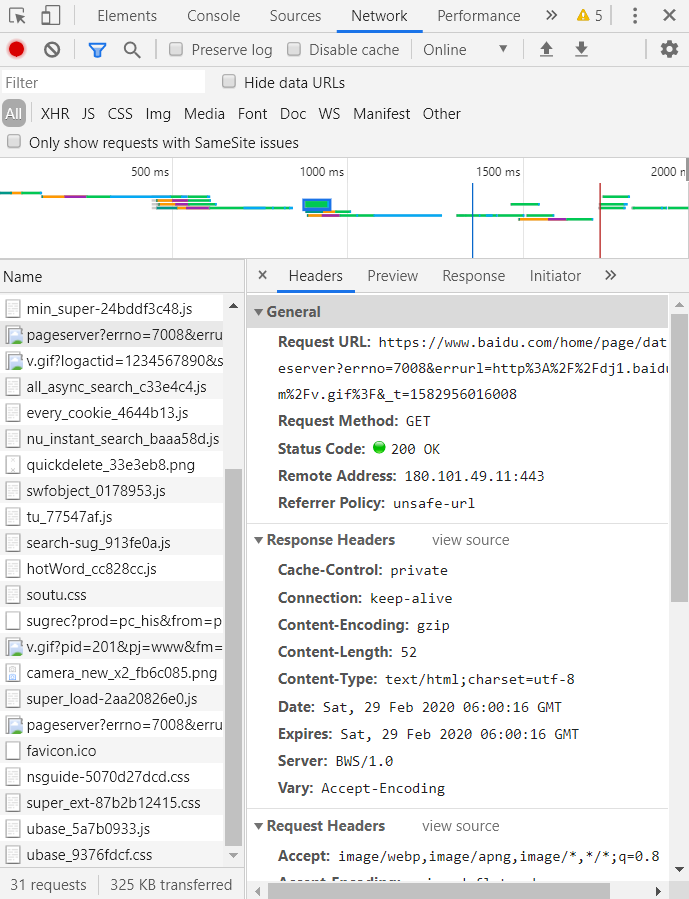 Elements Console Sources Network Performance » 5
Preserve log Disable cache Online
Filter Hide data URLs
All XHR JS CSS Img Media Font Doc WS Manifest Other
Only show requests with SameSite issues
500 ms 1000 ms 1500 ms 2000 m
Name
min_super-24bddf3c48.js
pageserver?errno=7008&erru
v.gif?logactid=1234567890&s
all_async_search_c33e4c4.js
every_cookie_4644b13.js
nu_instant_search_baaa58d.js
quickdelete_33e3eb8.png
swfobject_0178953.js
tu_77547af.js
search-sug_913fe0a.js
hotWord_cc828cc.js
soutu.css
sugrec?prod=pc_his&from=p
v.gif?pid=201&pj=www&fm=
camera_new_x2_fb6c085.png
super_load-2aa20826e0.js
pageserver?errno=7008&erru
favicon.ico
nsguide-5070d27dcd.css
super_ext-87b2b12415.css
ubase_5a7b0933.js
ubase_9376fdcf.css
31 requests 325 KB transferred
× Headers Preview Response Initiator »
General
Request URL: https://www.baidu.com/home/page/dat
eserver?errno=7008&errurl=http%3A%2F%2Fdj1.baidu
m%2Fv.gif%3F&_t=1582956016008
Request Method: GET
Status Code: 200 OK
Remote Address: 180.101.49.11:443
Referrer Policy: unsafe-url
Response Headers view source
Cache-Control: private
Connection: keep-alive
Content-Encoding: gzip
Content-Length: 52
Content-Type: text/html;charset=utf-8
Date: Sat, 29 Feb 2020 06:00:16 GMT
Expires: Sat, 29 Feb 2020 06:00:16 GMT
Server: BWS/1.0
Vary: Accept-Encoding
Request Headers view source
Accept: image/webp,image/apng,image/*,*/*;q=0.8